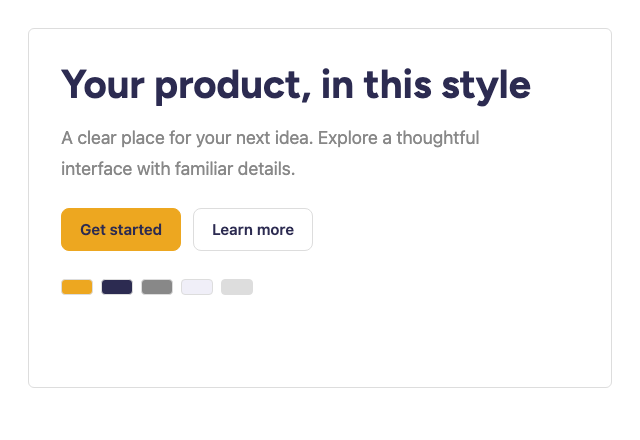 Your product, in this style
A clear place for your next idea. Explore a thoughtful
interface with familiar details.
Get started
Learn more